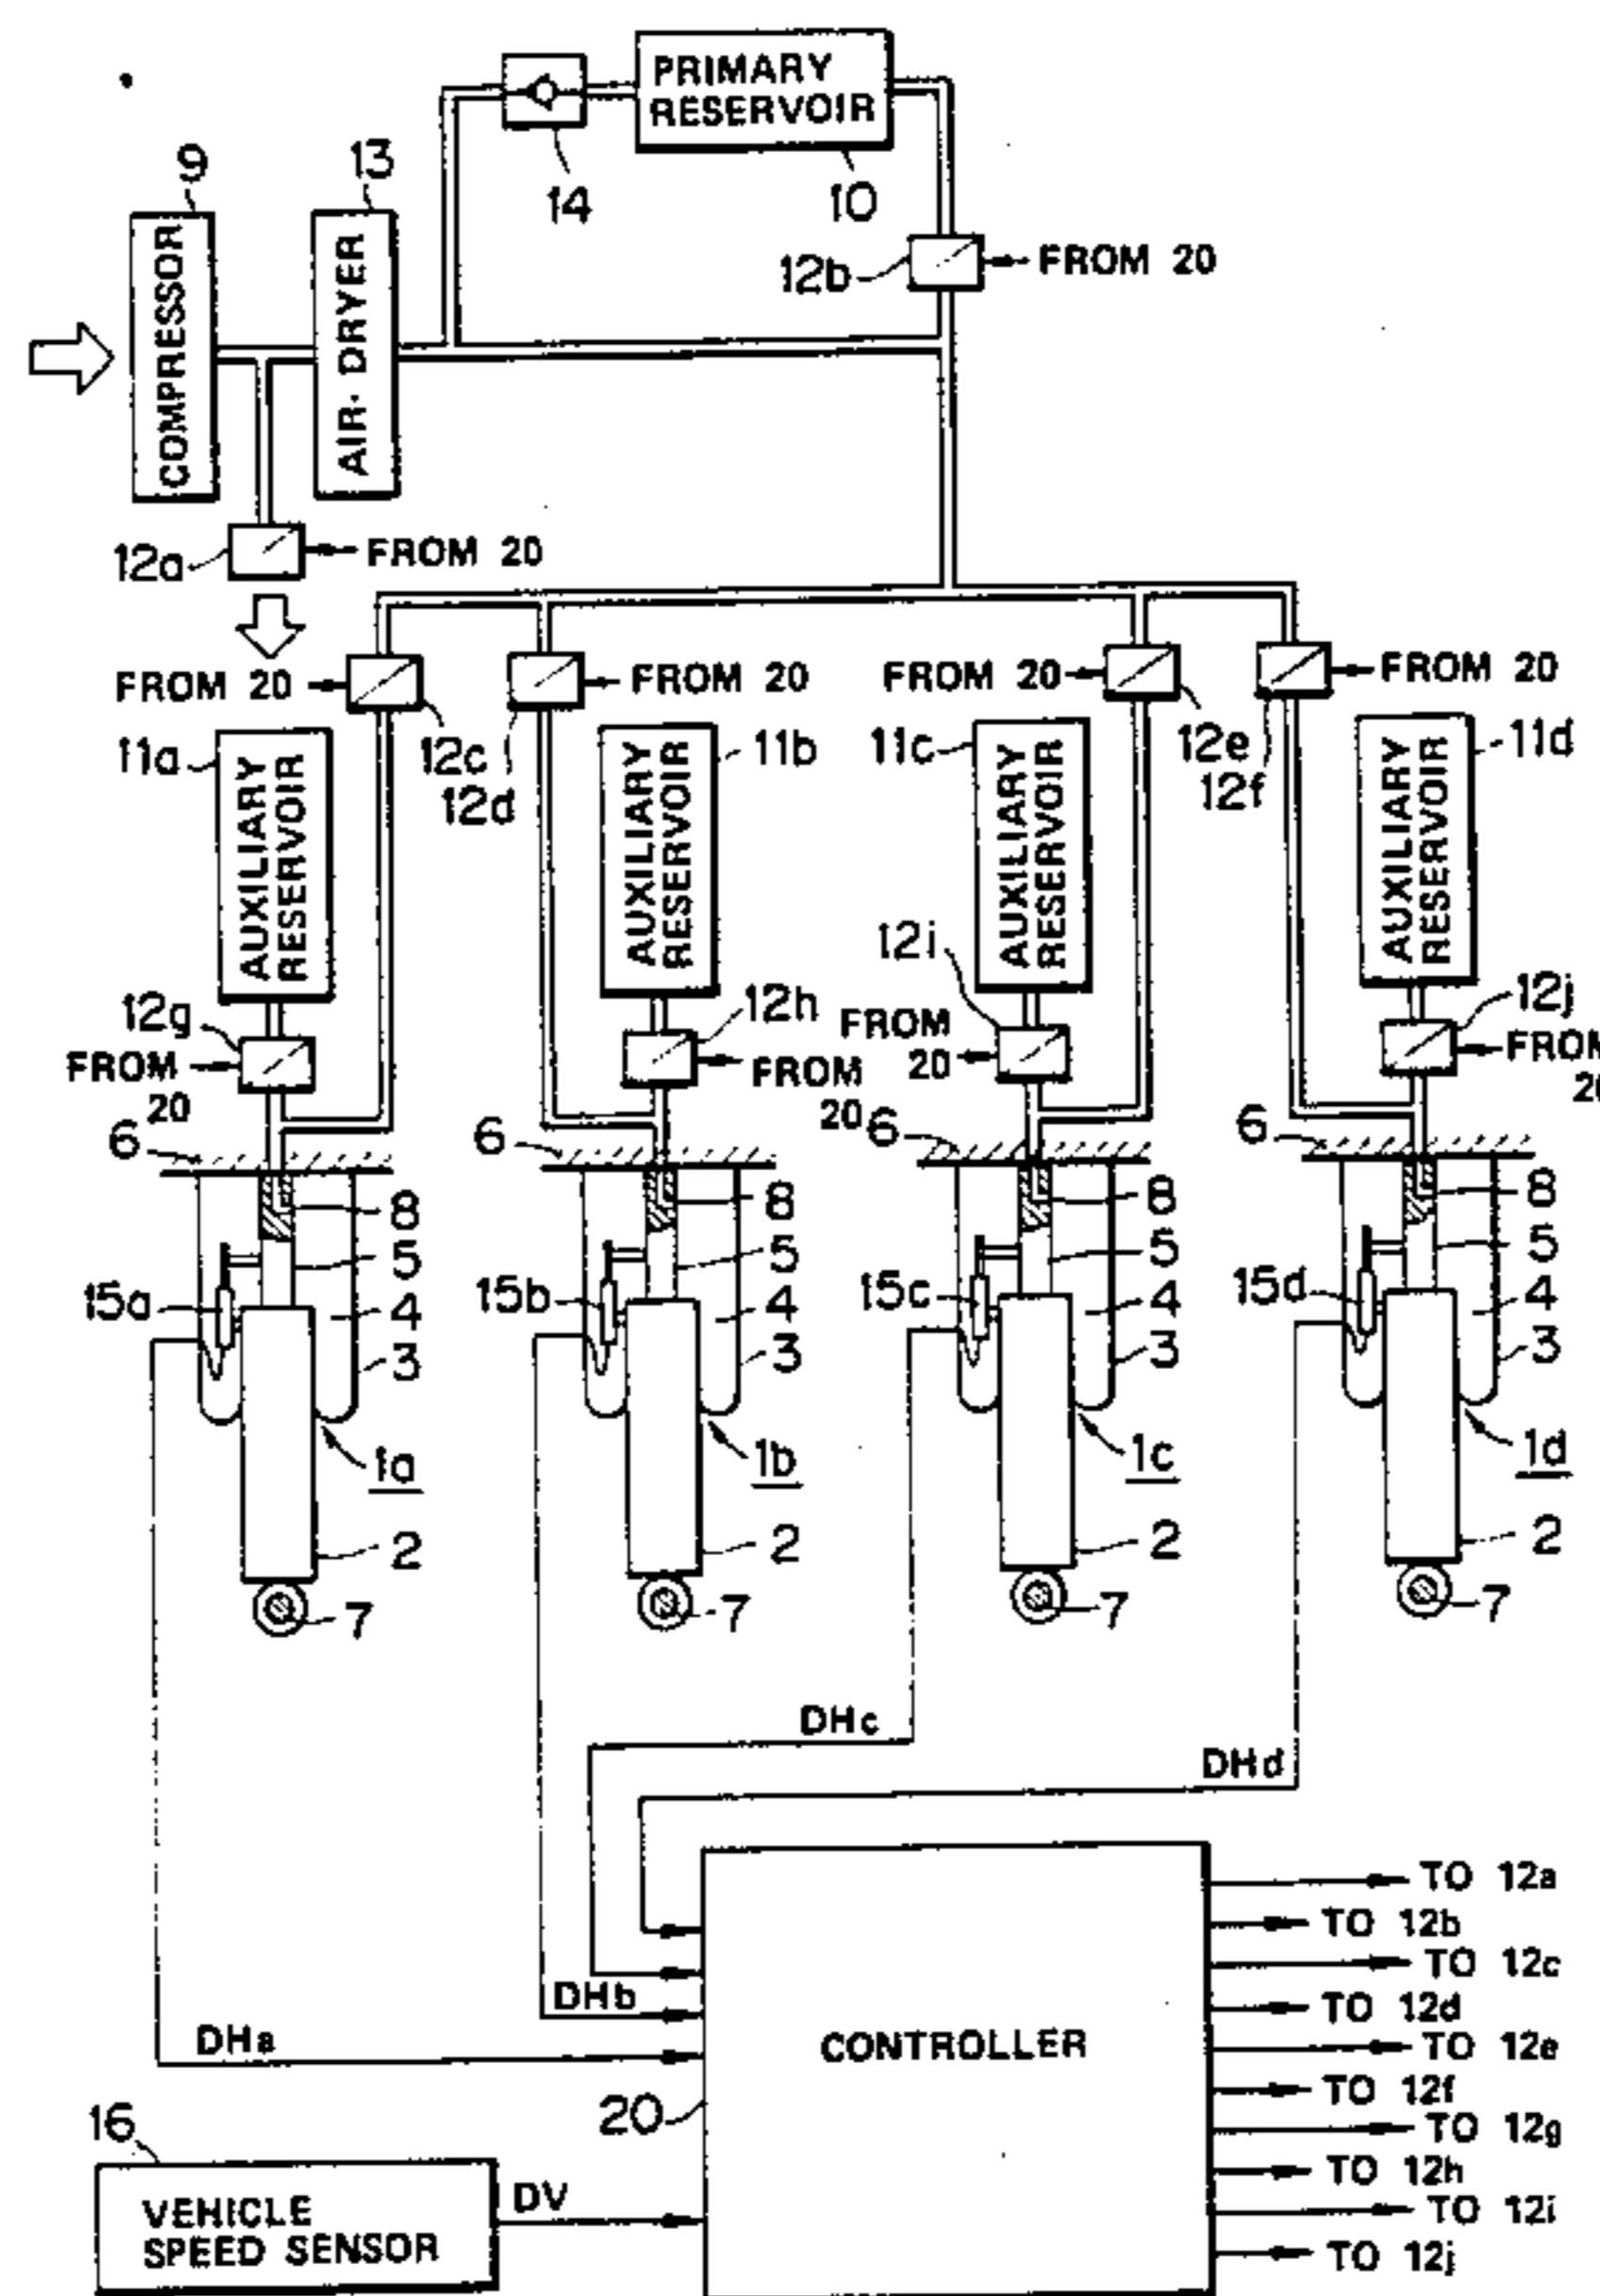 PRIMARY
RESERVOIR
14
10
9
13
COMPRESSOR
AIR-DRYER
12b
FROM 20
12a
FROM 20
FROM 20
FROM 20
FROM 20
FROM 20
12c
12d
12e
12f
11a
11b
11c
11d
AUXILIARY
RESERVOIR
AUXILIARY
RESERVOIR
AUXILIARY
RESERVOIR
AUXILIARY
RESERVOIR
12g
12h
12i
12j
FROM
20
FROM
20
FROM
20
FROM
20
6
6
6
6
8
8
8
8
5
5
5
5
15a
15b
15c
15d
4
4
4
4
3
3
3
3
1a
1b
1c
1d
2
2
2
2
7
7
7
7
DHc
DHd
DHb
DHa
CONTROLLER
20
TO 12a
TO 12b
TO 12c
TO 12d
TO 12e
TO 12f
TO 12g
TO 12h
TO 12i
TO 12j
16
VEHICLE
SPEED SENSOR
DV